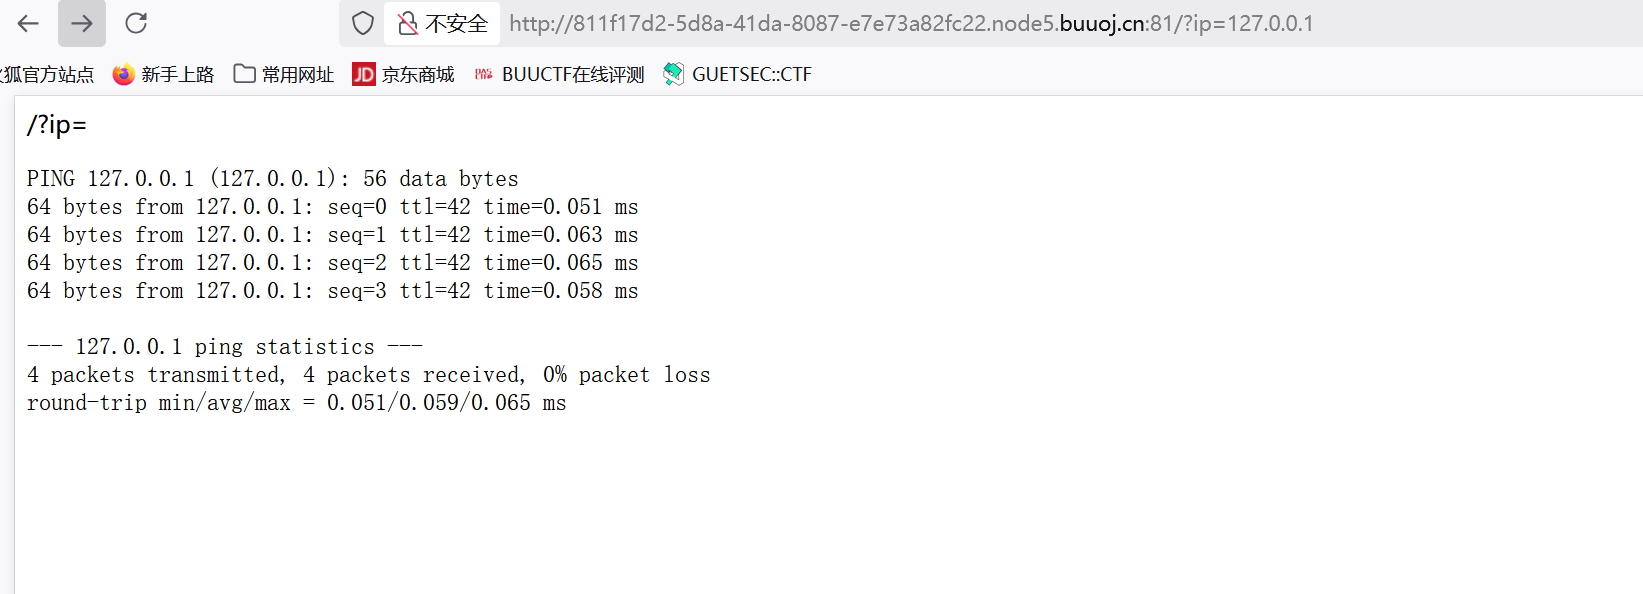 不安全 http://811f17d2-5d8a-41da-8087-e7e73a82fc22.node5.buuoj.cn:81/?ip=127.0.0.1
狐官方站点 新手上路 常用网址 JD 京东商城 BUUCTF在线评测 GUETSEC::CTF
/?ip=
PING 127.0.0.1 (127.0.0.1): 56 data bytes
64 bytes from 127.0.0.1: seq=0 ttl=42 time=0.051 ms
64 bytes from 127.0.0.1: seq=1 ttl=42 time=0.063 ms
64 bytes from 127.0.0.1: seq=2 ttl=42 time=0.065 ms
64 bytes from 127.0.0.1: seq=3 ttl=42 time=0.058 ms
--- 127.0.0.1 ping statistics ---
4 packets transmitted, 4 packets received, 0% packet loss
round-trip min/avg/max = 0.051/0.059/0.065 ms